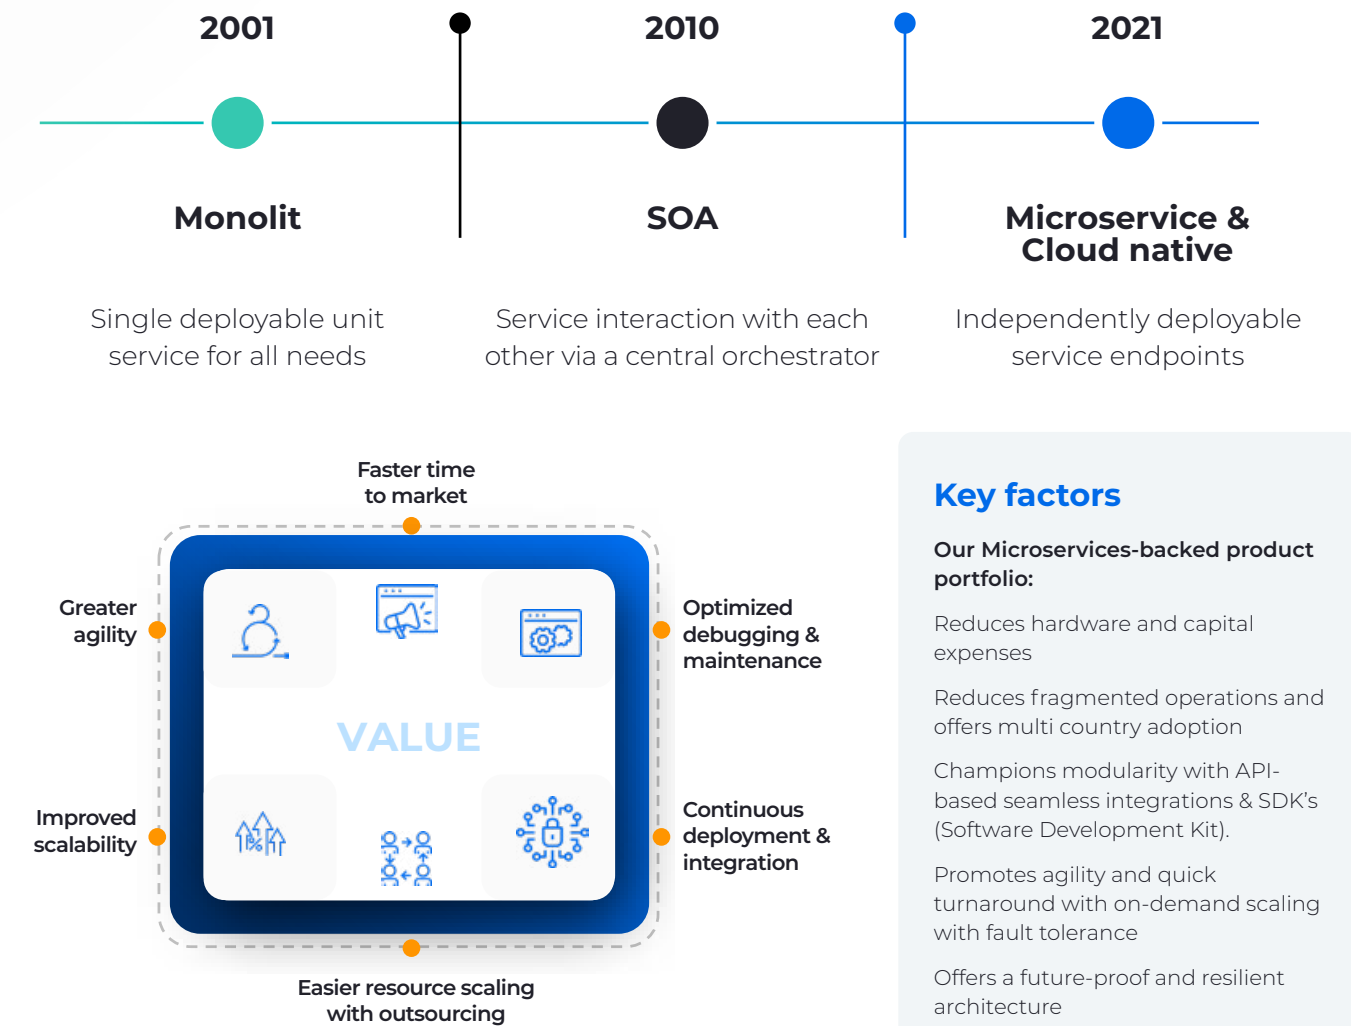 2001
2010
2021
Monolit
SOA
Microservice &
Cloud native
Single deployable unit
service for all needs
Service interaction with each
other via a central orchestrator
Independently deployable
service endpoints
Faster time
to market
Greater
agility
Optimized
debugging &
maintenance
VALUE
Improved
scalability
%
Continuous
deployment &
integration
Easier resource scaling
with outsourcing
Key factors
Our Microservices-backed product
portfolio:
Reduces hardware and capital
expenses
Reduces fragmented operations and
offers multi country adoption
Champions modularity with API-
based seamless integrations & SDK’s
(Software Development Kit).
Promotes agility and quick
turnaround with on-demand scaling
with fault tolerance
Offers a future-proof and resilient
architecture